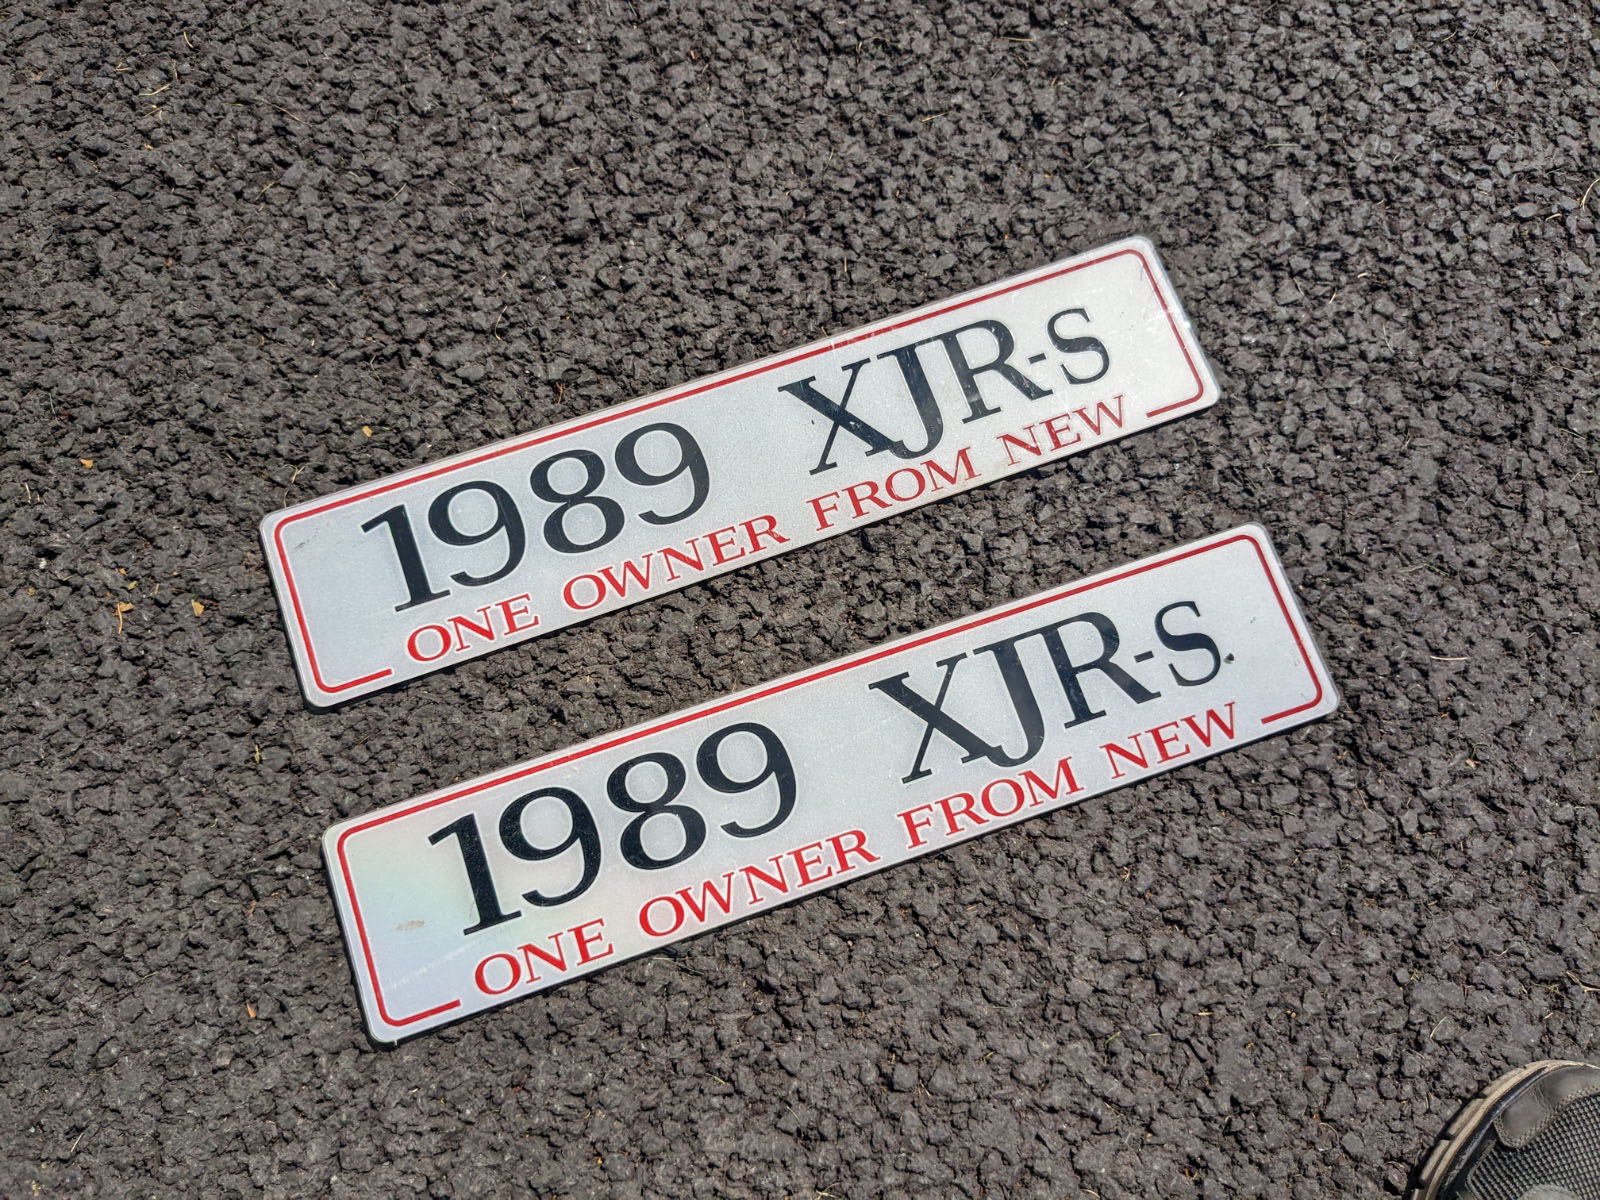 1989 XJR-S
ONE OWNER FROM NEW
1989 XJR-S
ONE OWNER FROM NEW